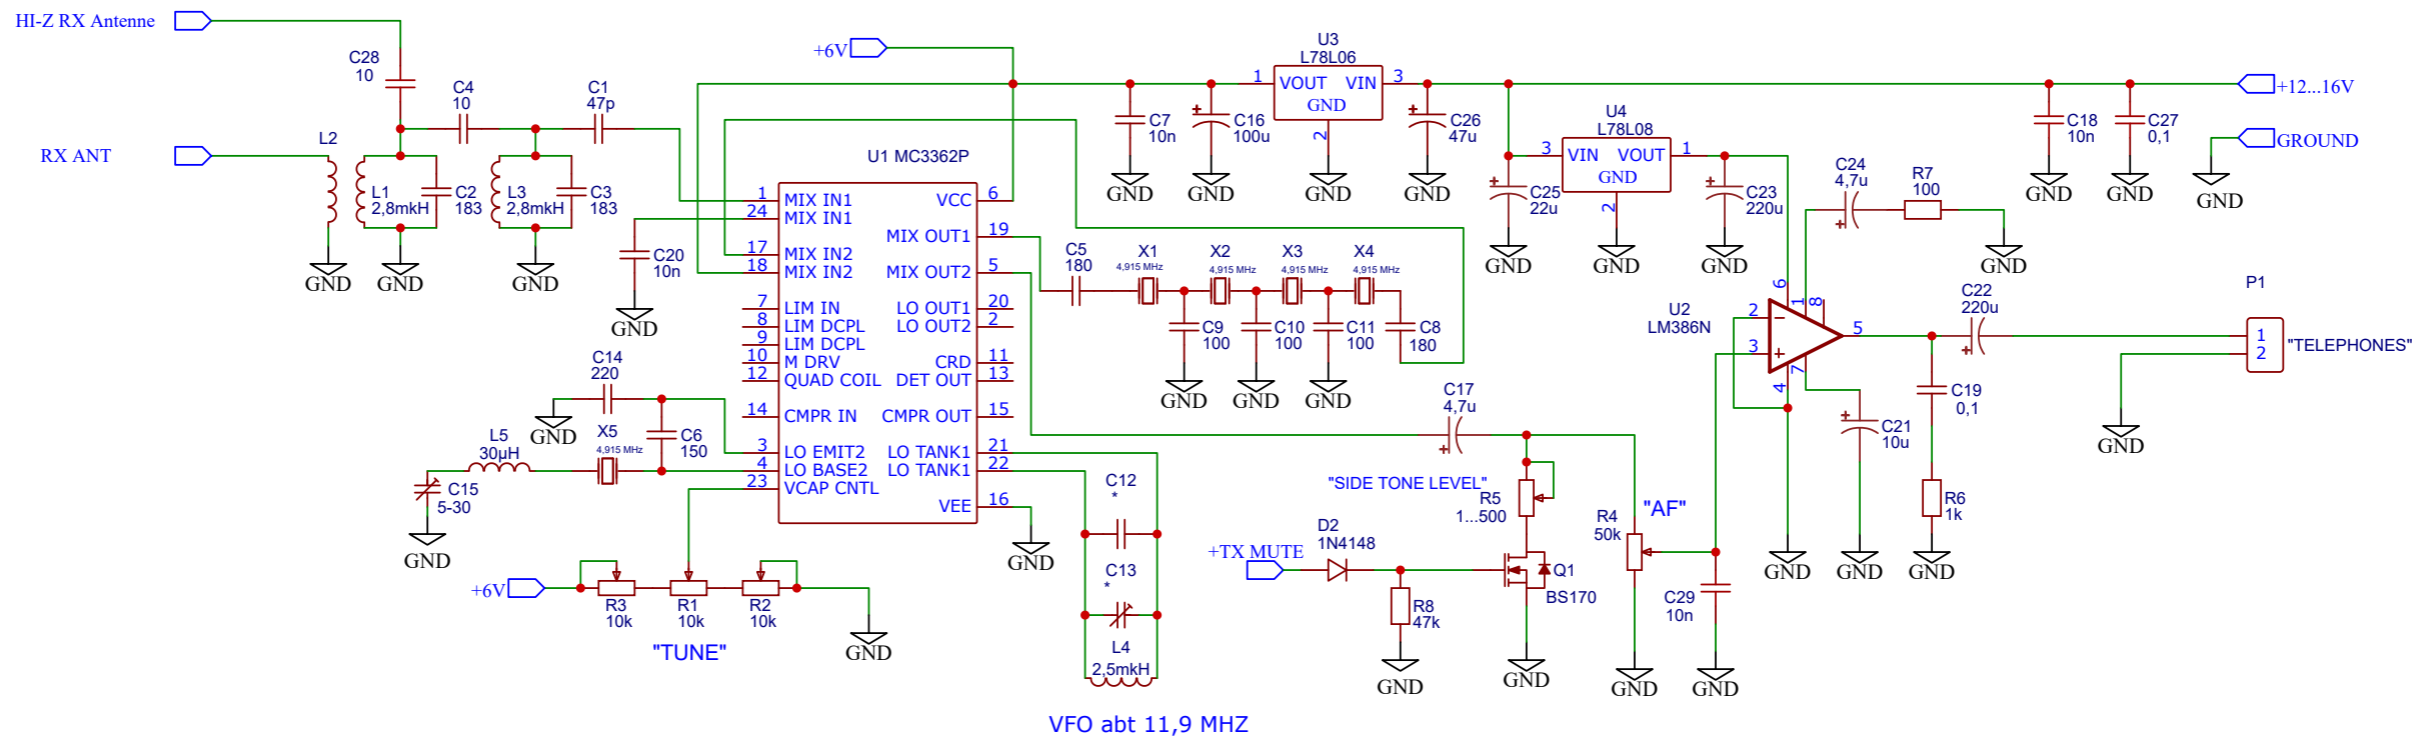 HI-Z RX Antenne
RX ANT
C28
10
C4
10
C1
47p
L2
L1
2,8mkH
C2
183
L3
2,8mkH
C3
183
GND
GND
GND
+6V
U1 MC3362P
1 MIX IN1
24 MIX IN1
17 MIX IN2
18 MIX IN2
7 LIM IN
8 LIM DCPL
9 LIM DCPL
10 M DRV
12 QUAD COIL
14 CMPR IN
3 LO EMIT2
4 LO BASE2
23 VCAP CNTL
VCC 6
MIX OUT1 19
MIX OUT2 5
LO OUT1 20
LO OUT2 2
CRD 11
DET OUT 13
CMPR OUT 15
LO TANK1 21
LO TANK1 22
VEE 16
GND
C20
10n
GND
C14
220
GND
C6
150
L5
30µH
X5
4,915 MHz
C15
5-30
GND
+6V
R3
10k
R1
10k
R2
10k
"TUNE"
GND
C12
*
C13
*
L4
2,5mkH
VFO abt 11,9 MHZ
C7
10n
GND
C16
100u
GND
U3
L78L06
1 VOUT VIN 3
GND
2
GND
C26
47u
GND
U4
L78L08
3 VIN VOUT 1
GND
2
GND
C25
22u
GND
C23
220u
GND
C5
180
X1
4,915 MHz
X2
4,915 MHz
X3
4,915 MHz
X4
4,915 MHz
C9
100
GND
C10
100
GND
C11
100
GND
C8
180
C17
4,7u
"SIDE TONE LEVEL"
R5
1...500
D2
1N4148
+TX MUTE
R8
47k
GND
Q1
BS170
GND
"AF"
R4
50k
GND
C29
10n
GND
U2
LM386N
2
3
6
1
8
5
7
4
GND
C24
4,7u
R7
100
GND
C21
10u
GND
C22
220u
C19
0,1
R6
1k
GND
P1
1
2
"TELEPHONES"
GND
C18
10n
GND
C27
0,1
GND
+12...16V
GROUND
GND